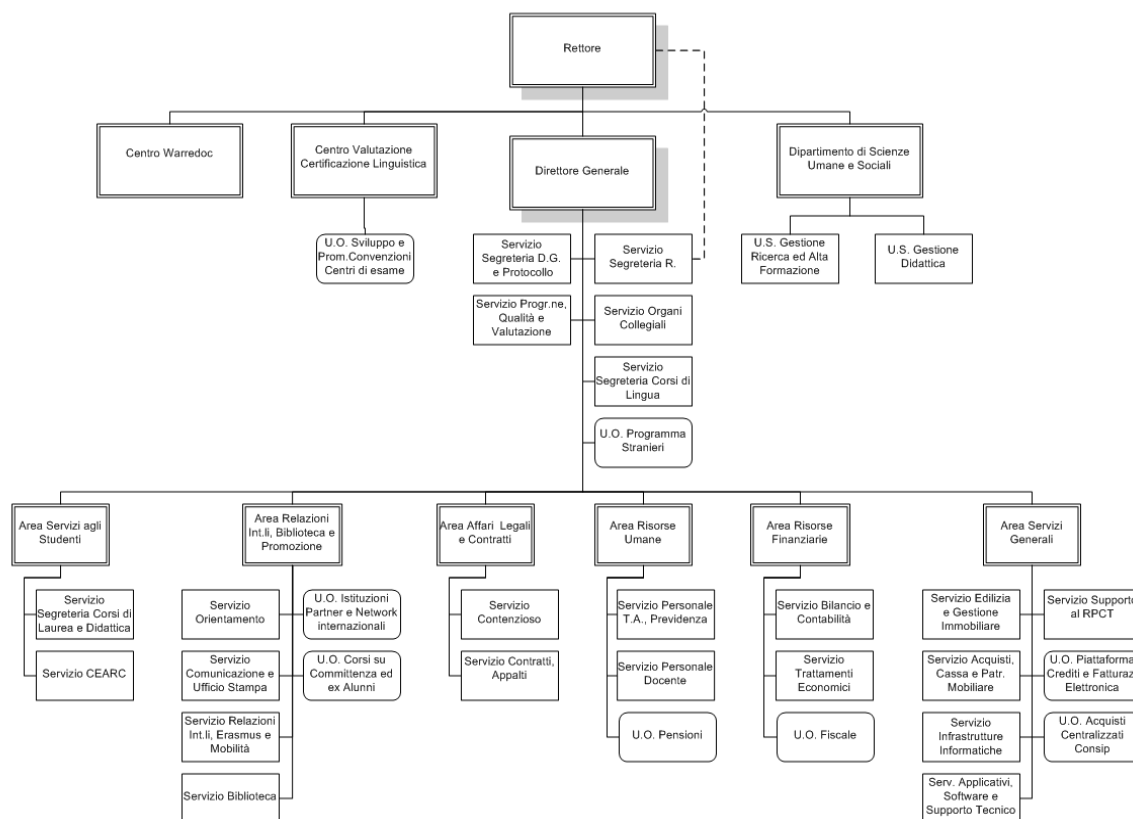 Rettore
Centro Warredoc
Centro Valutazione
Certificazione Linguistica
Direttore Generale
Dipartimento di Scienze
Umane e Sociali
U.O. Sviluppo e
Prom.Convenzioni
Centri di esame
Servizio
Segreteria D.G.
e Protocollo
Servizio
Segreteria R.
U.S. Gestione
Ricerca ed Alta
Formazione
U.S. Gestione
Didattica
Servizio Progr.ne,
Qualità e
Valutazione
Servizio Organi
Collegiali
Servizio
Segreteria Corsi di
Lingua
U.O. Programma
Stranieri
Area Servizi agli
Studenti
Area Relazioni
Int.li, Biblioteca e
Promozione
Area Affari Legali
e Contratti
Area Risorse
Umane
Area Risorse
Finanziarie
Area Servizi
Generali
Servizio
Segreteria Corsi di
Laurea e Didattica
Servizio CEARC
Servizio
Orientamento
U.O. Istituzioni
Partner e Network
internazionali
Servizio
Comunicazione e
Ufficio Stampa
U.O. Corsi su
Committenza ed
ex Alunni
Servizio Relazioni
Int.li, Erasmus e
Mobilità
Servizio Biblioteca
Servizio
Contenzioso
Servizio Contratti,
Appalti
Servizio Personale
T.A., Previdenza
Servizio Personale
Docente
U.O. Pensioni
Servizio Bilancio e
Contabilità
Servizio
Trattamenti
Economici
U.O. Fiscale
Servizio Edilizia
e Gestione
Immobiliare
Servizio Supporto
al RPCT
Servizio Acquisti,
Cassa e Patr.
Mobiliare
U.O. Piattaforma
Crediti e Fatturaz
Elettronica
Servizio
Infrastrutture
Informatiche
U.O. Acquisti
Centralizzati
Consip
Serv. Applicativi,
Software e
Supporto Tecnico